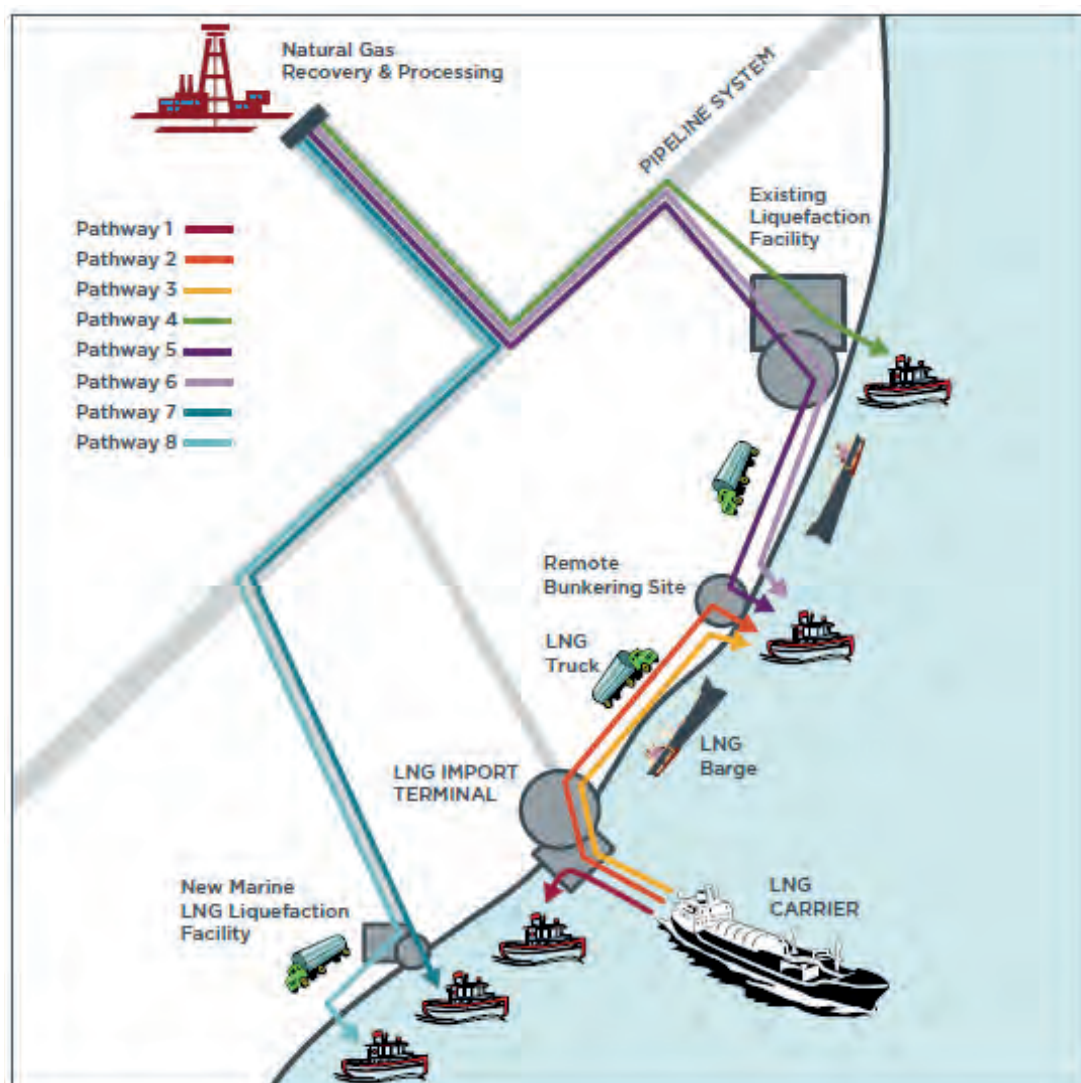 Natural Gas
Recovery & Processing
PIPELINE SYSTEM
Existing
Liquefaction
Facility
Pathway 1
Pathway 2
Pathway 3
Pathway 4
Pathway 5
Pathway 6
Pathway 7
Pathway 8
Remote
Bunkering Site
LNG
Truck
LNG
Barge
LNG IMPORT
TERMINAL
LNG
CARRIER
New Marine
LNG Liquefaction
Facility